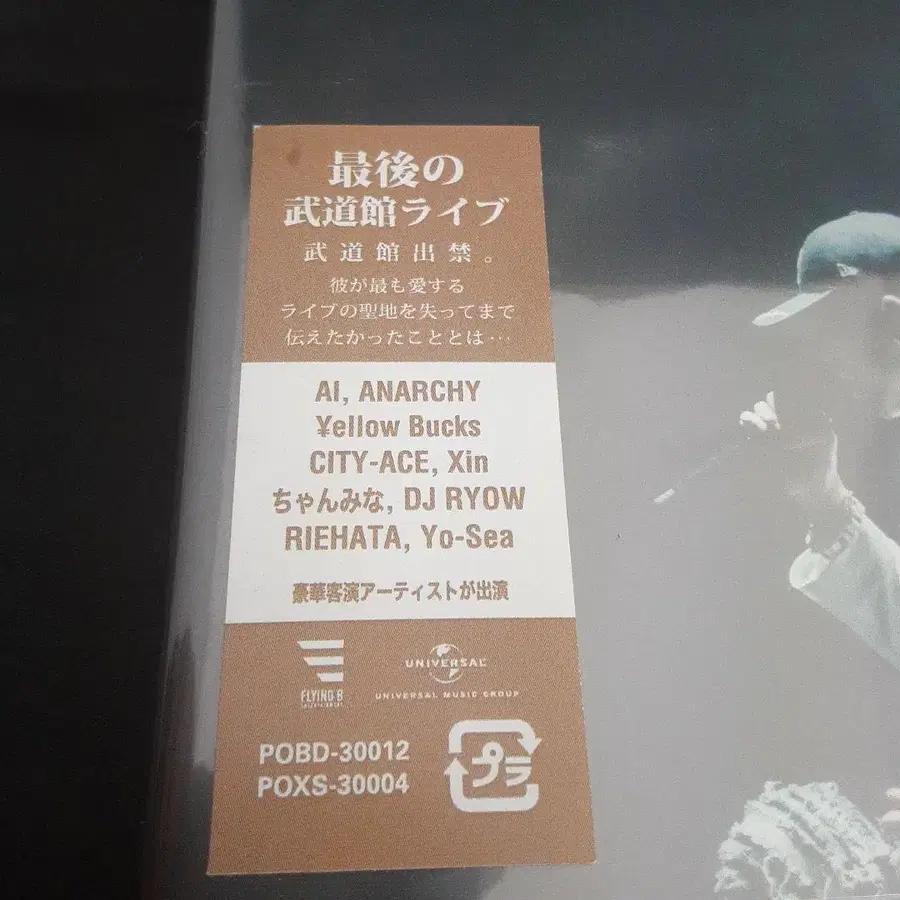 最後の
武道館ライブ
武道館出禁。
彼が最も愛する
ライブの聖地を失ってまで
伝えたかったこととは…
AI, ANARCHY
¥ellow Bucks
CITY-ACE, Xin
ちゃんみな, DJ RYOW
RIEHATA, Yo-Sea
豪華客演アーティストが出演
FLYING B
ENTERTAINMENT
UNIVERSAL
UNIVERSAL MUSIC GROUP
POBD-30012
POXS-30004
プラ